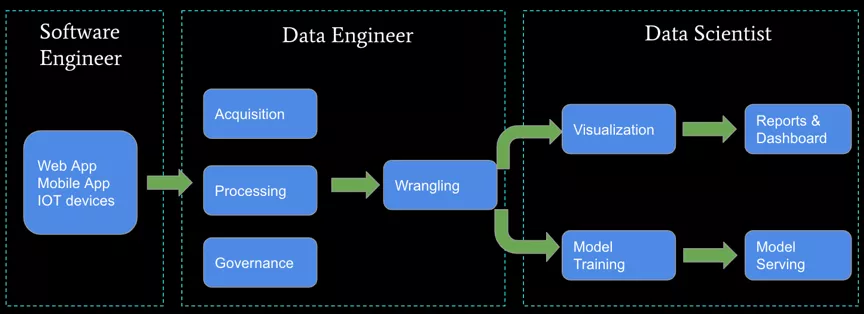 Software
Engineer
Data Engineer
Data Scientist
Web App
Mobile App
IOT devices
Acquisition
Processing
Governance
Wrangling
Visualization
Reports &
Dashboard
Model
Training
Model
Serving